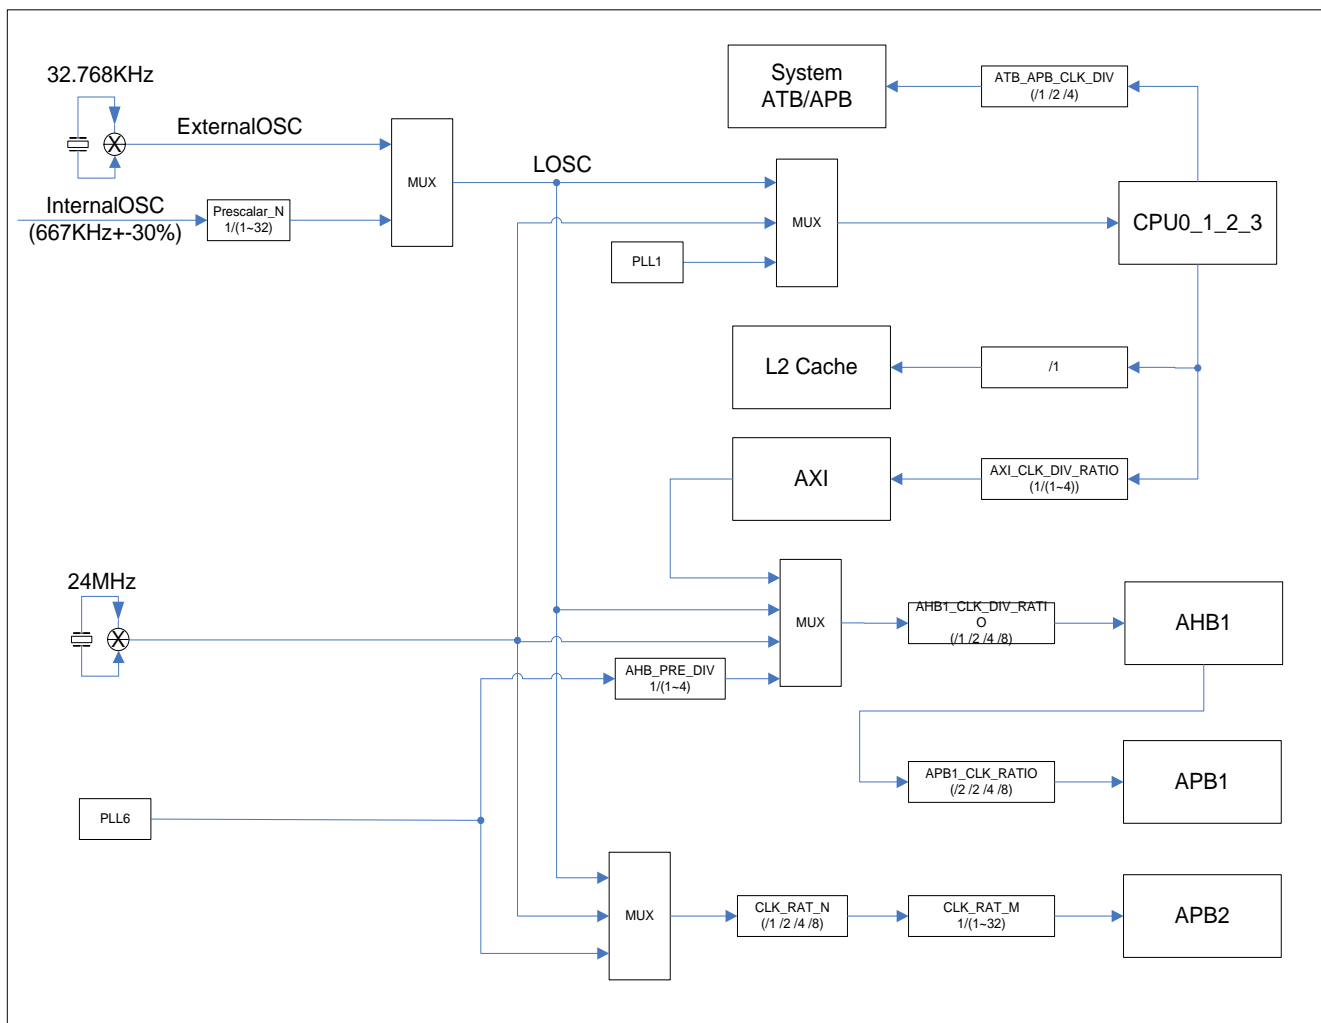 32.768KHz
ExternalOSC
InternalOSC
(667KHz+-30%)
Prescalar_N
1/(1~32)
MUX
LOSC
System
ATB/APB
ATB_APB_CLK_DIV
(/1 /2 /4)
MUX
PLL1
CPU0_1_2_3
L2 Cache
/1
AXI
AXI_CLK_DIV_RATIO
(1/(1~4))
24MHz
MUX
AHB1_CLK_DIV_RATI
O
(/1 /2 /4 /8)
AHB1
AHB_PRE_DIV
1/(1~4)
APB1_CLK_RATIO
(/2 /2 /4 /8)
APB1
PLL6
MUX
CLK_RAT_N
(/1 /2 /4 /8)
CLK_RAT_M
1/(1~32)
APB2